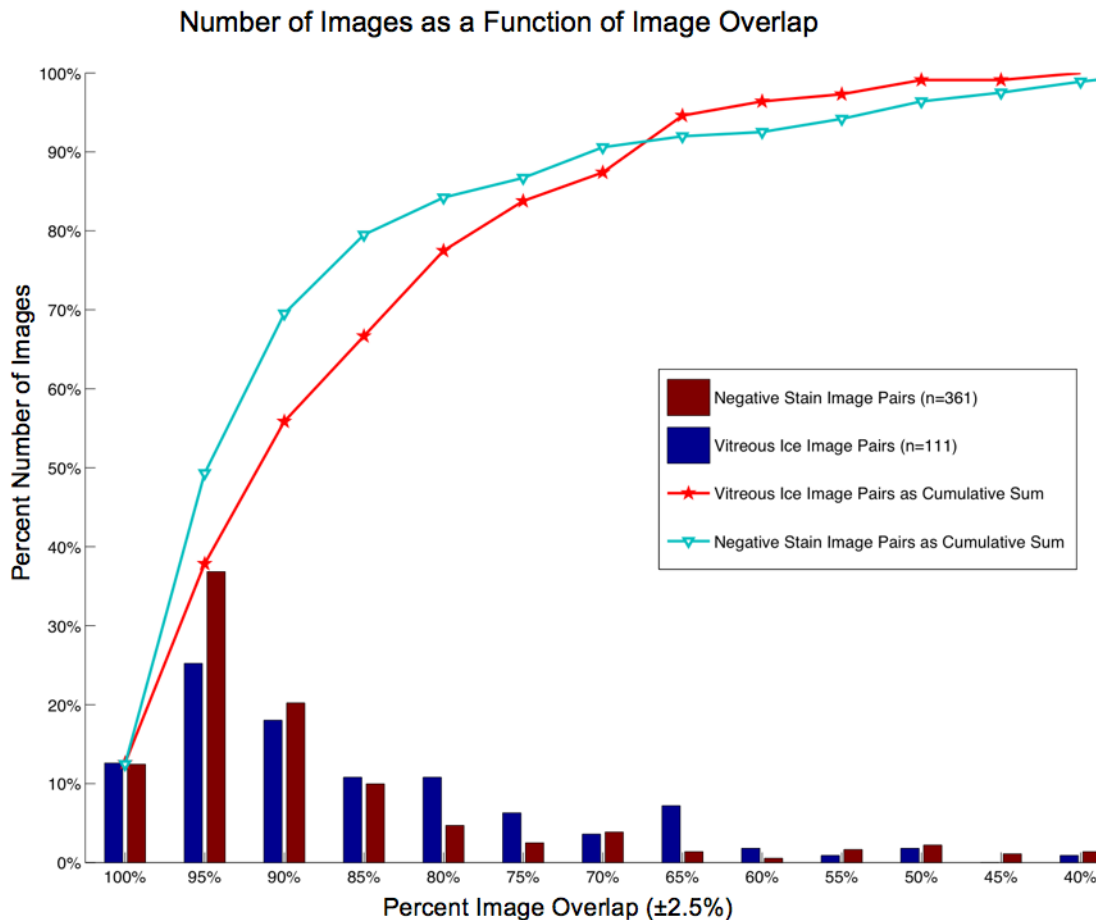 Number of Images as a Function of Image Overlap
100%
90%
80%
70%
60%
50%
40%
30%
20%
10%
0%
Percent Number of Images
Negative Stain Image Pairs (n=361)
Vitreous Ice Image Pairs (n=111)
Vitreous Ice Image Pairs as Cumulative Sum
Negative Stain Image Pairs as Cumulative Sum
100% 95% 90% 85% 80% 75% 70% 65% 60% 55% 50% 45% 40%
Percent Image Overlap (±2.5%)